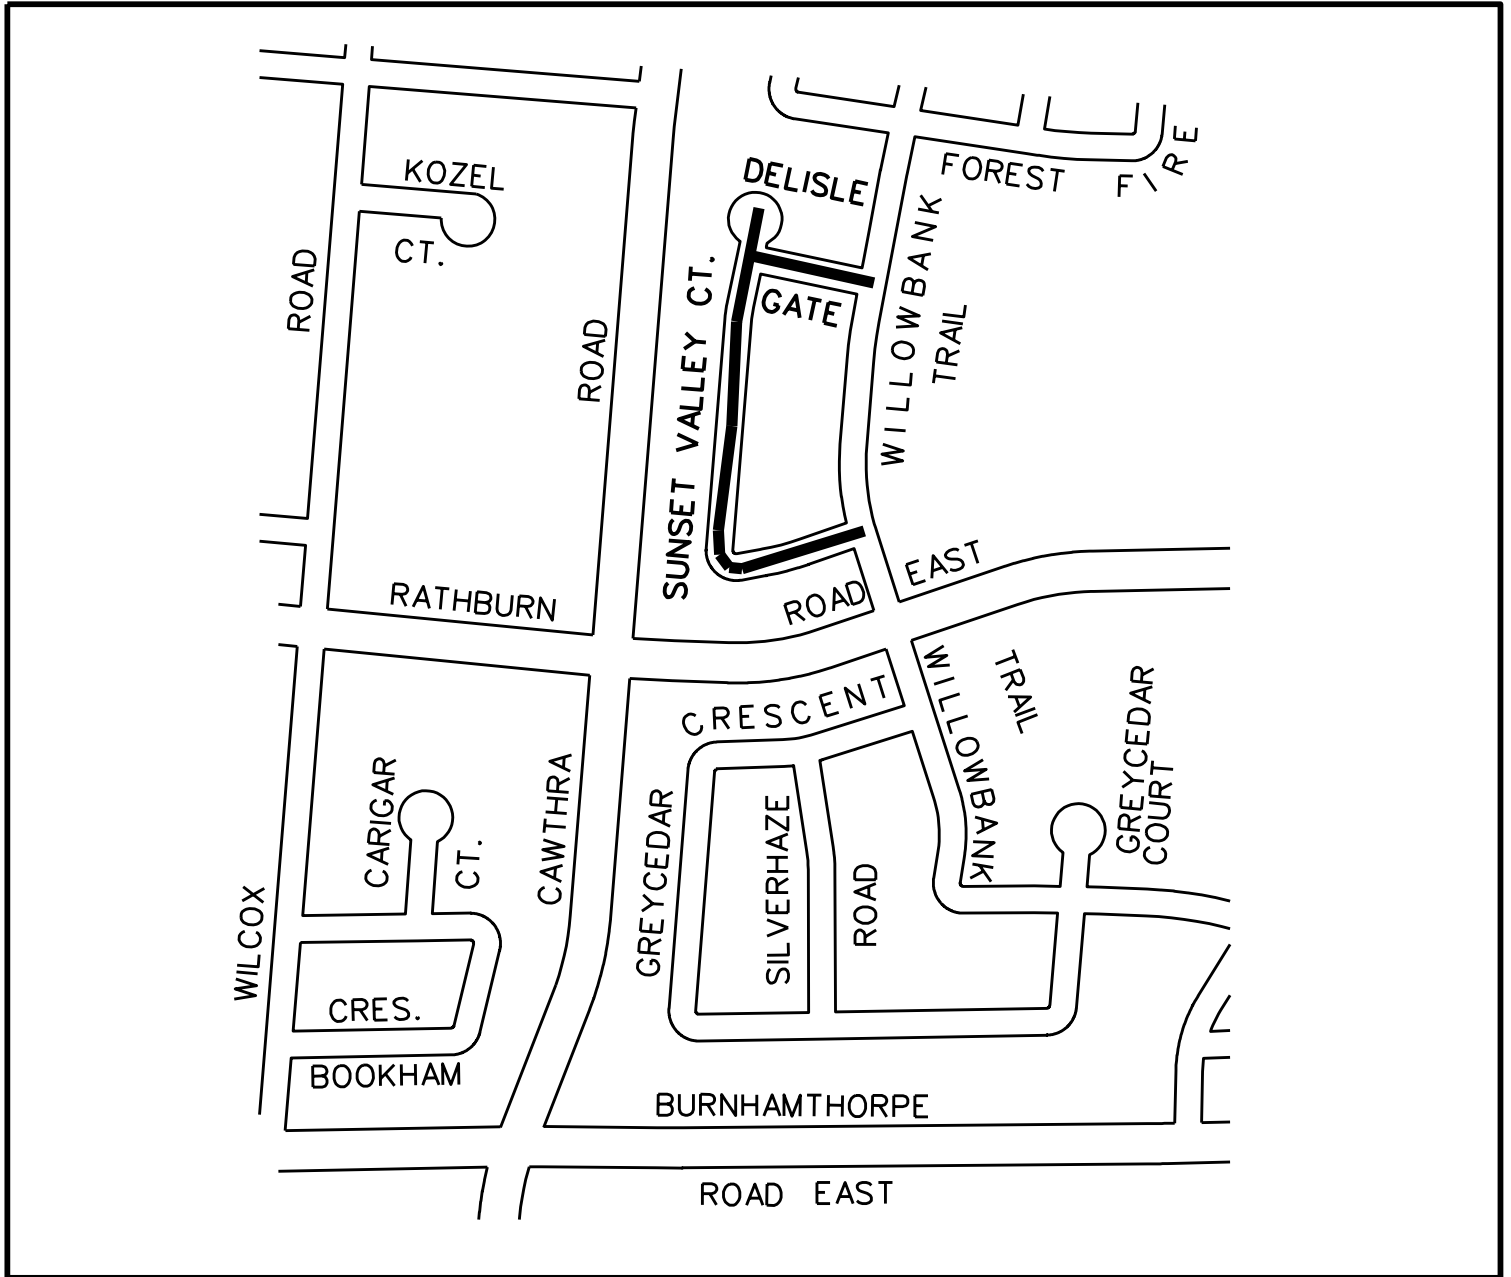 KOZEL
CT.
DELISLE
GATE
FOREST FIRE
ROAD
ROAD
SUNSET VALLEY CT.
WILLOWBANK
TRAIL
RATHBURN
ROAD
EAST
CRESCENT
WILLOWBANK
TRAIL
GREYCEDAR
COURT
CARIGAR
CT.
CAWTHRA
GREYCEDAR
SILVERHAZE
ROAD
WILCOX
CRES.
BOOKHAM
BURNHAMTHORPE
ROAD EAST